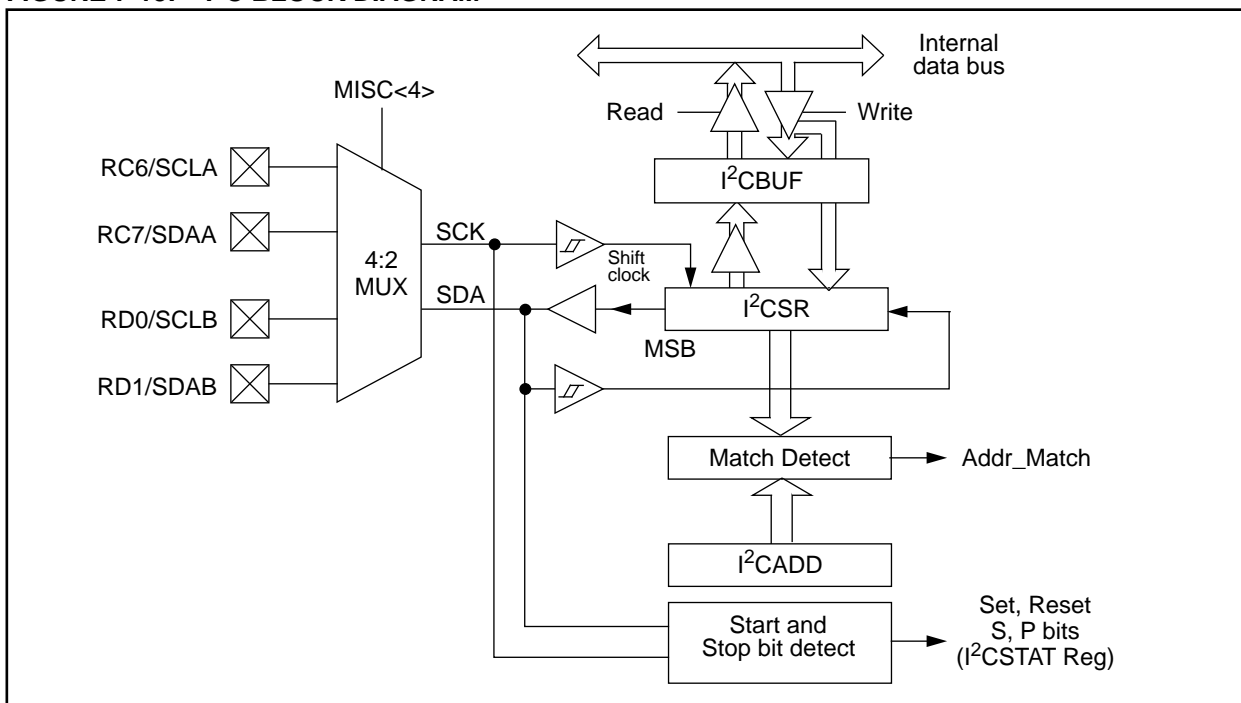 Internal
data bus
MISC<4>
Read
Write
RC6/SCLA
I²CBUF
RC7/SDAA
SCK
Shift
clock
4:2
MUX
SDA
I²CSR
RD0/SCLB
MSB
RD1/SDAB
Match Detect
Addr_Match
I²CADD
Start and
Stop bit detect
Set, Reset
S, P bits
(I²CSTAT Reg)